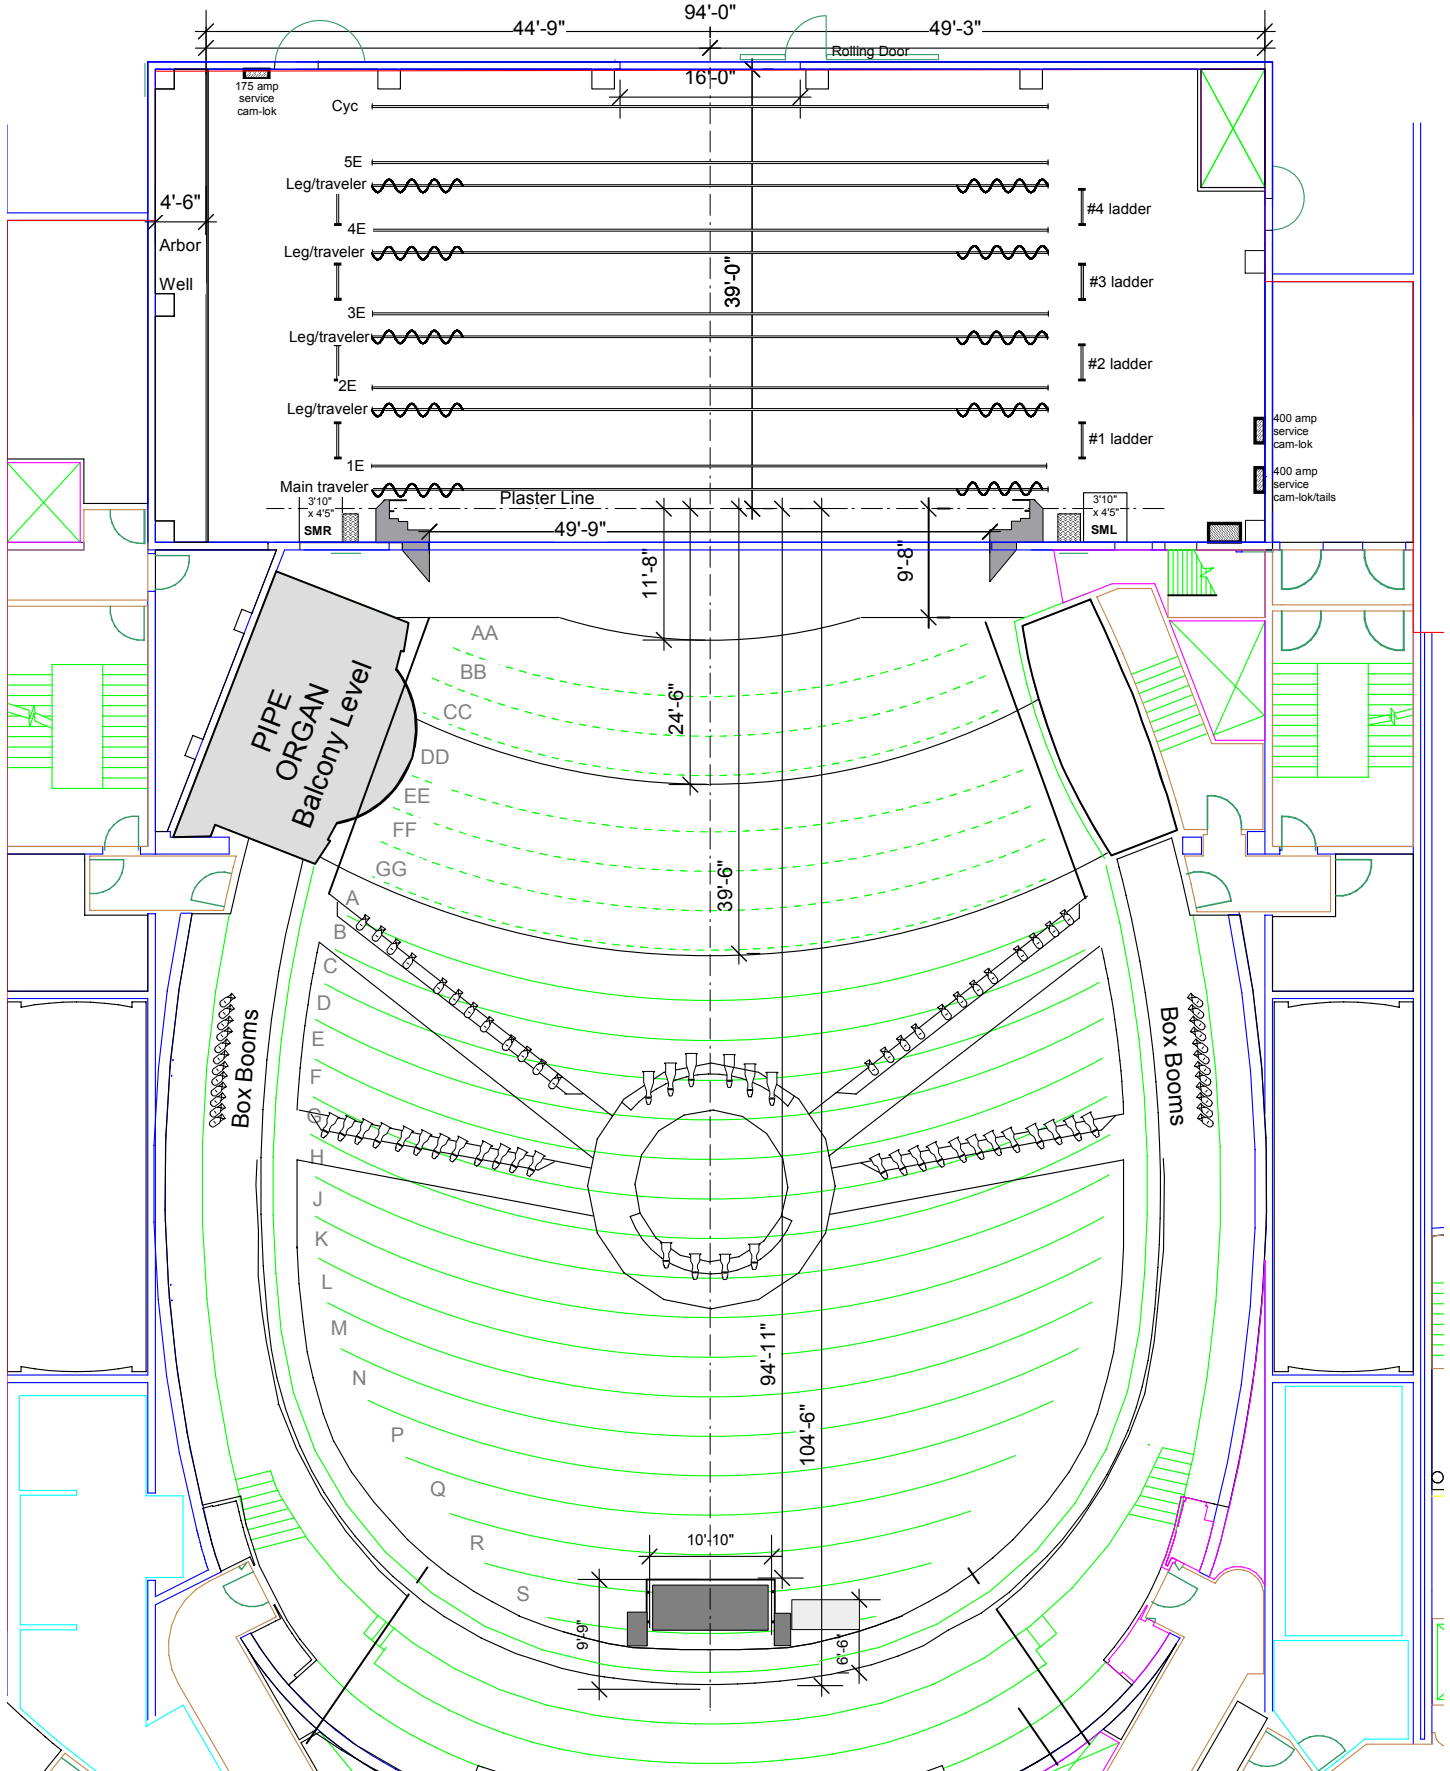 94'-0"
44'-9"
49'-3"
Rolling Door
16'-0"
175 amp
service
cam-lok
Cyc
5E
Leg/traveler
4'-6"
#4 ladder
4E
Arbor
Leg/traveler
Well
39'-0"
#3 ladder
3E
Leg/traveler
#2 ladder
2E
Leg/traveler
400 amp
service
cam-lok
#1 ladder
1E
400 amp
service
cam-lok/tails
Main traveler
Plaster Line
3'10"
x 4'5"
SMR
3'10"
x 4'5"
SML
49'-9"
11'-8"
9'-8"
AA
BB
CC
24'-6"
PIPE
ORGAN
Balcony Level
DD
EE
FF
GG
39'-6"
A
B
C
D
E
F
G
H
Box Booms
Box Booms
J
K
L
M
N
P
Q
R
S
94'-11"
104'-6"
10'-10"
9'-9"
6'-6"